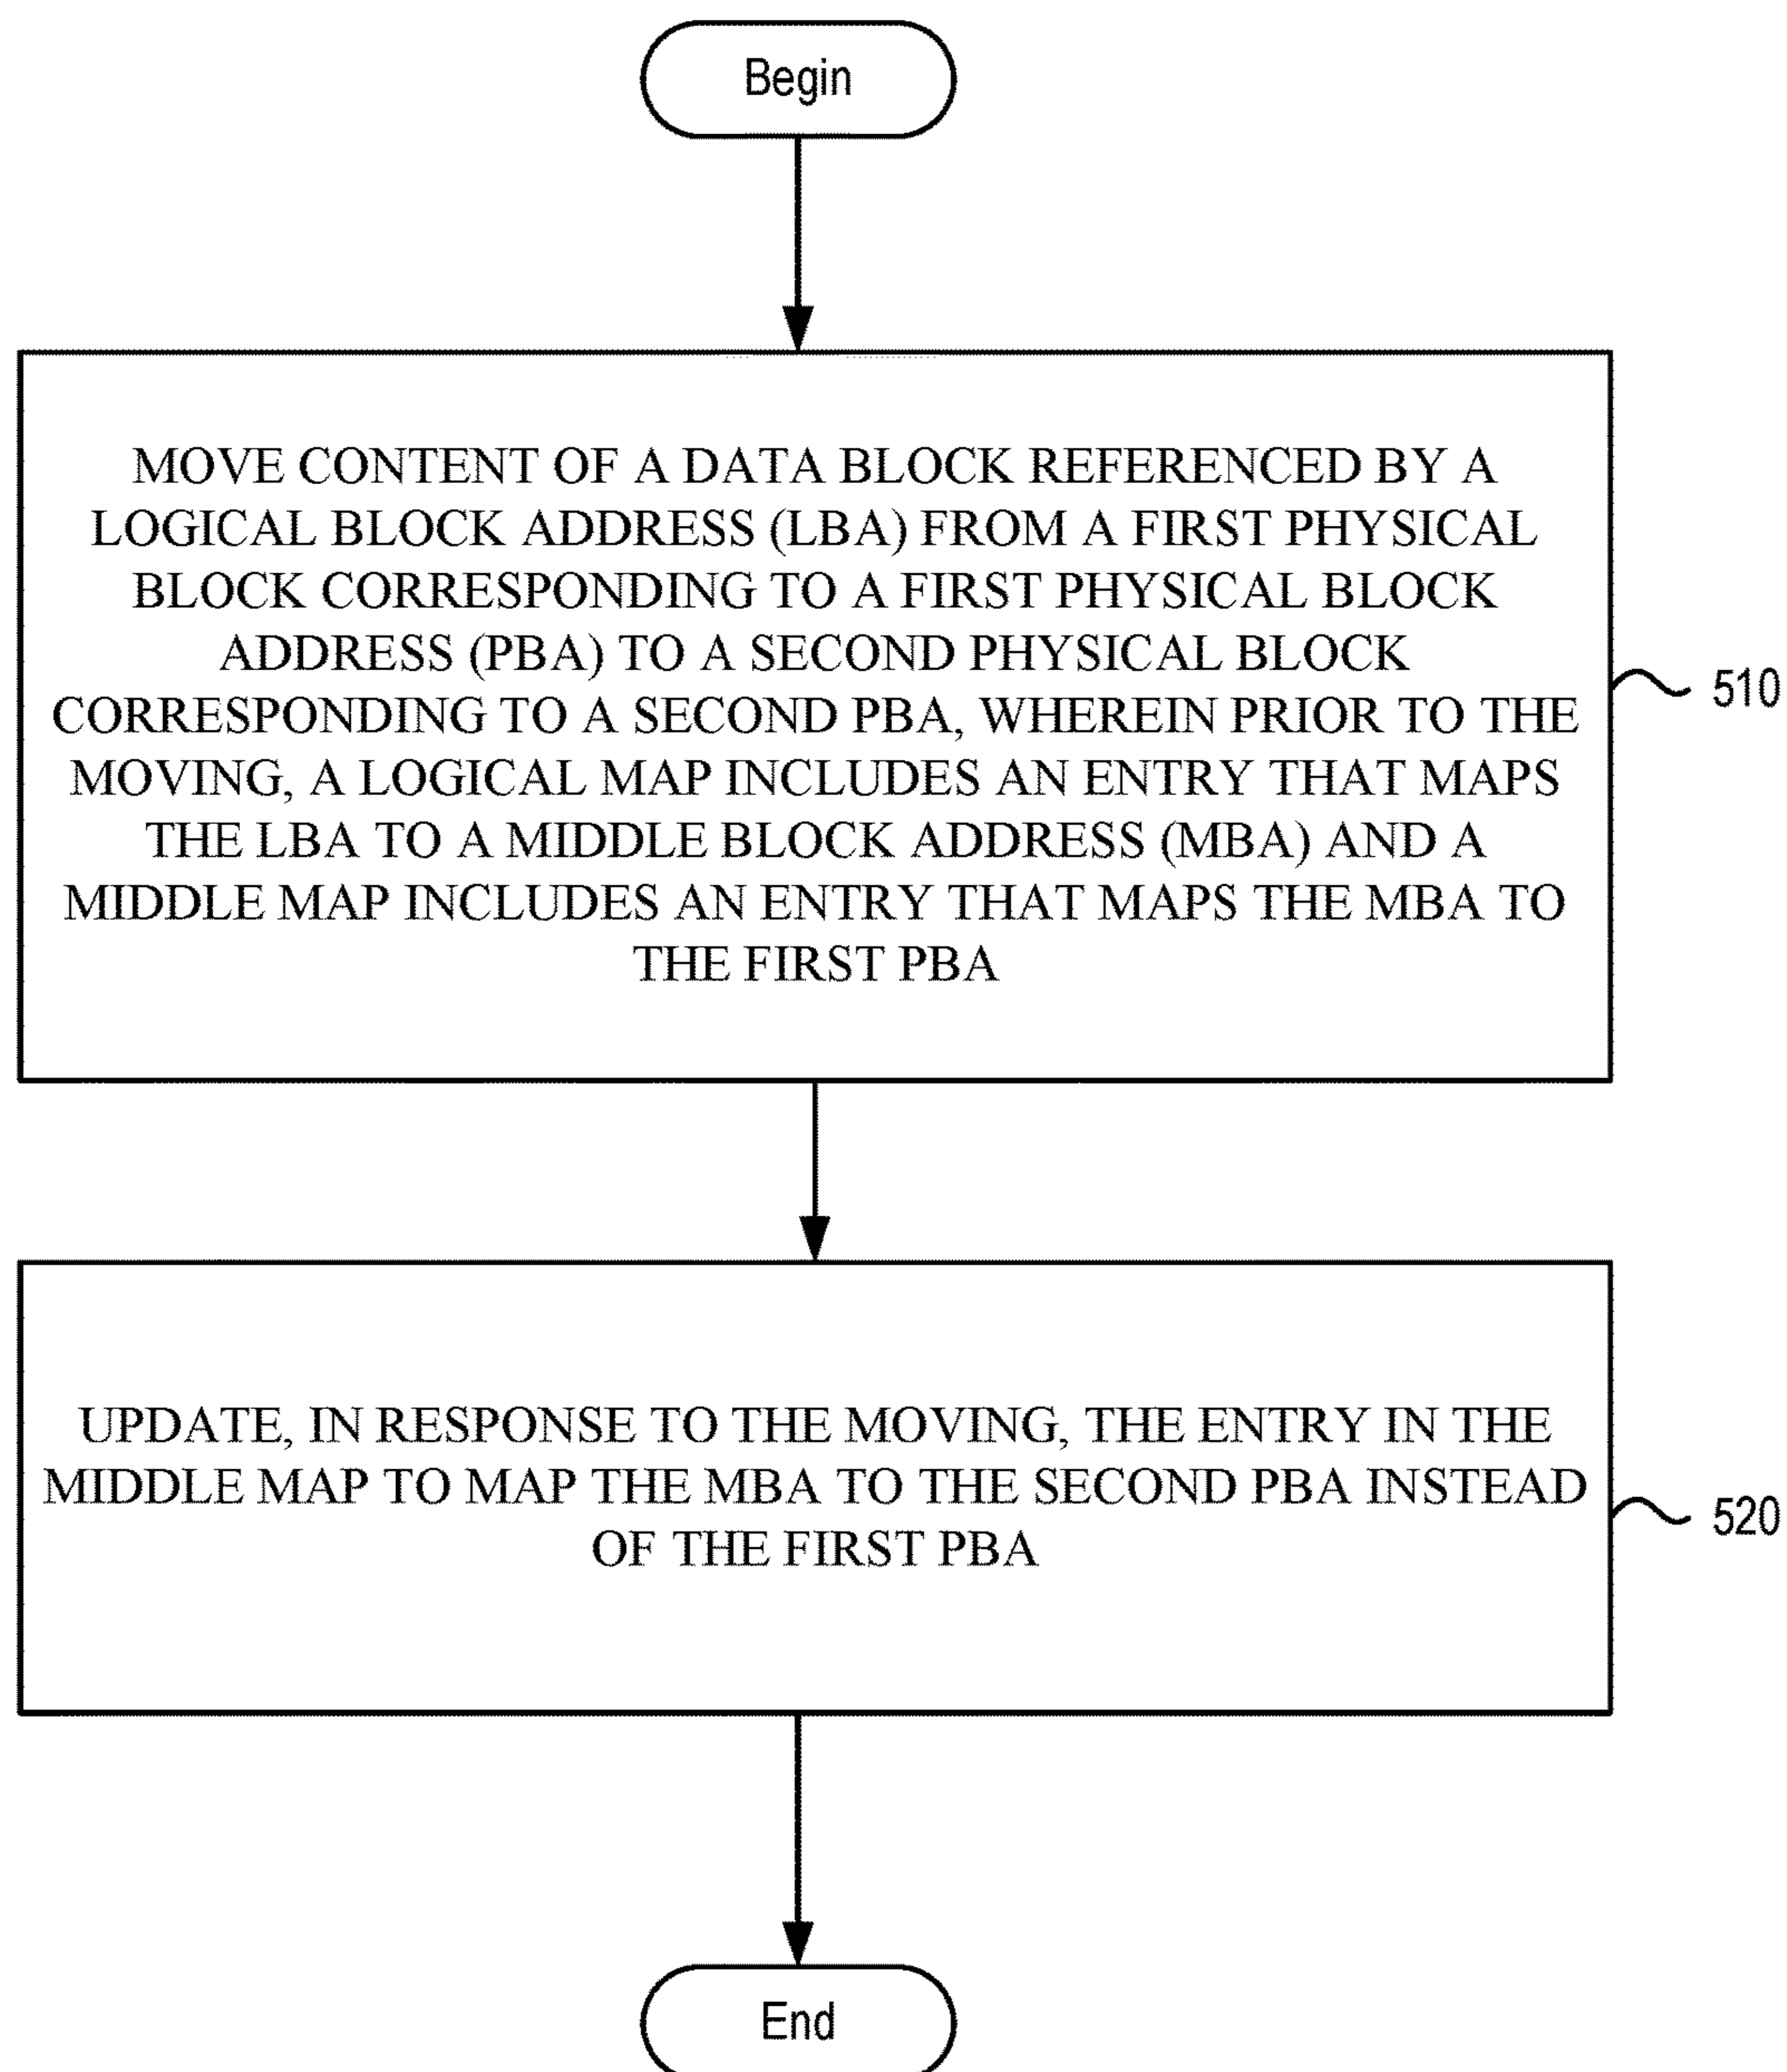 Begin
MOVE CONTENT OF A DATA BLOCK REFERENCED BY A
LOGICAL BLOCK ADDRESS (LBA) FROM A FIRST PHYSICAL
BLOCK CORRESPONDING TO A FIRST PHYSICAL BLOCK
ADDRESS (PBA) TO A SECOND PHYSICAL BLOCK
CORRESPONDING TO A SECOND PBA, WHEREIN PRIOR TO THE
MOVING, A LOGICAL MAP INCLUDES AN ENTRY THAT MAPS
THE LBA TO A MIDDLE BLOCK ADDRESS (MBA) AND A
MIDDLE MAP INCLUDES AN ENTRY THAT MAPS THE MBA TO
THE FIRST PBA
510
UPDATE, IN RESPONSE TO THE MOVING, THE ENTRY IN THE
MIDDLE MAP TO MAP THE MBA TO THE SECOND PBA INSTEAD
OF THE FIRST PBA
520
End